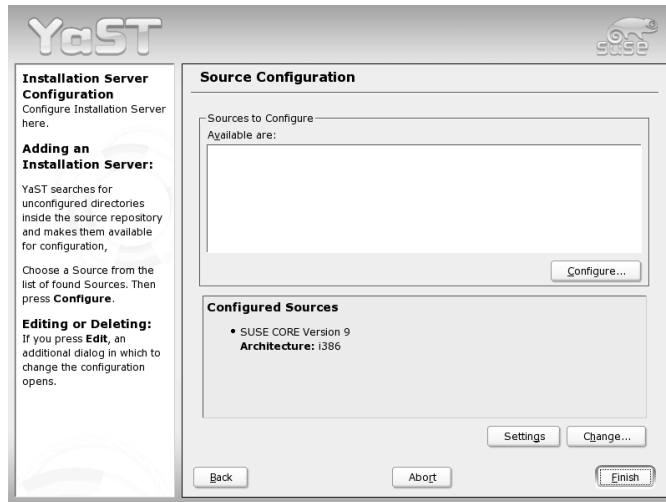 YaST
SUSE
Installation Server
Configuration
Configure Installation Server
here.
Adding an
Installation Server:
YaST searches for
unconfigured directories
inside the source repository
and makes them available
for configuration,
Choose a Source from the
list of found Sources. Then
press Configure.
Editing or Deleting:
If you press Edit, an
additional dialog in which to
change the configuration
opens.
Source Configuration
Sources to Configure
Available are:
Configure...
Configured Sources
• SUSE CORE Version 9
Architecture: i386
Settings
Change...
Back
Abort
Finish